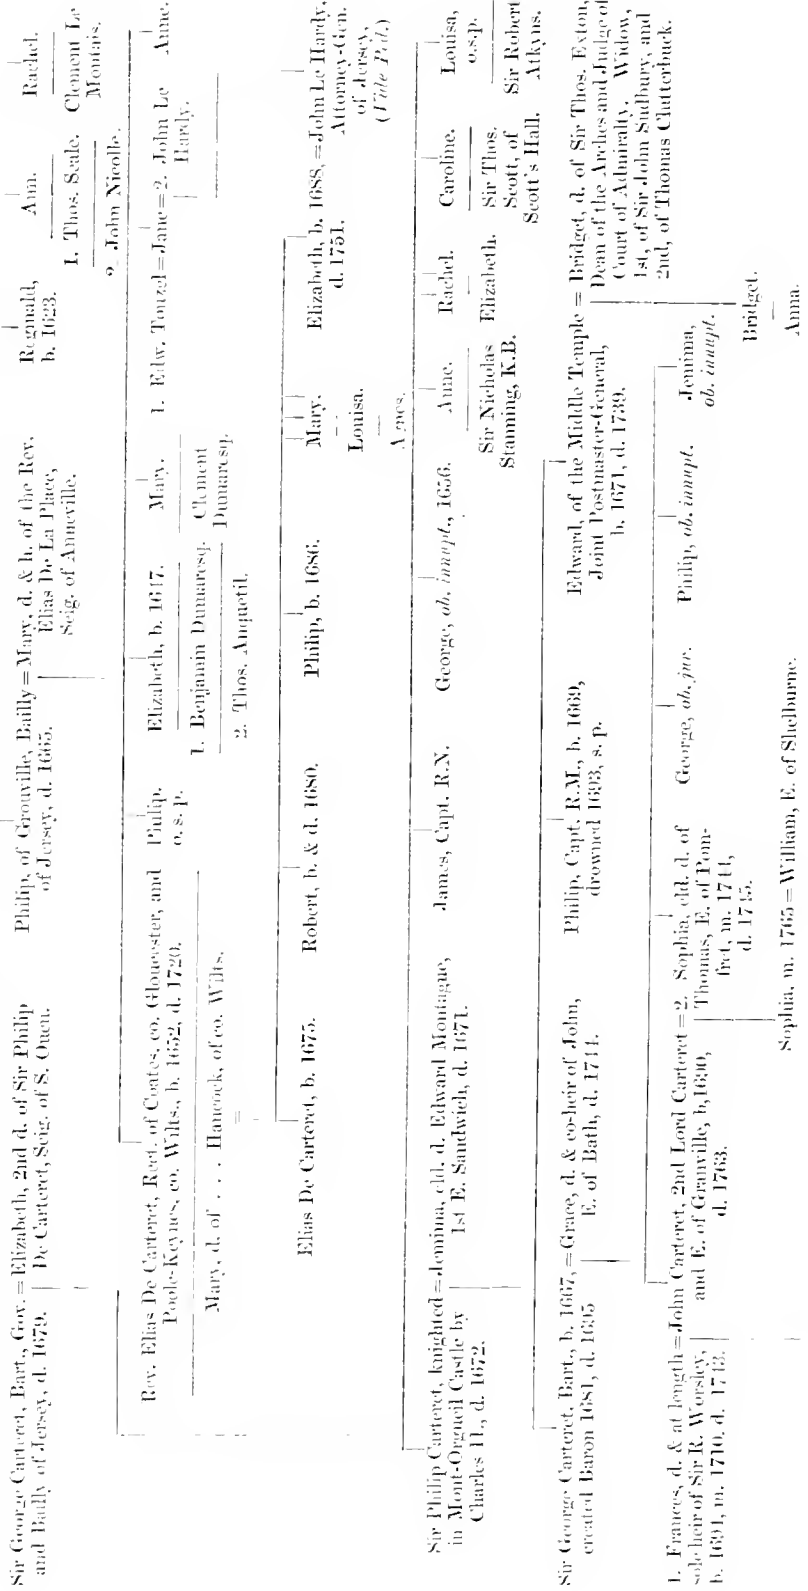 Sir George Carteret, Bart., Gov. = Elizabeth, 2nd d. of Sir Philip
and Bailly of Jersey, d. 1679.
De Carteret, Seig. of S. Ouen.
Philip, of Grouville, Bailly = Mary, d. & h. of the Rev.
of Jersey, d. 1665.
Elias De La Place,
Seig. of Anneville.
Reginald,
b. 1623.
Ann.
1. Thos. Seale.
2. John Nicolle.
Rachel.
Clement Le
Montais.
Rev. Elias De Carteret, Rect. of Coates, co. Gloucester, and
Poole-Keynes, co. Wilts., b. 1652, d. 1720.
=
Mary, d. of . . . Hancock, of co. Wilts.
Philip,
o. s. p.
Elizabeth, b. 1647.
1. Benjamin Dumaresq.
2. Thos. Anquetil.
Mary.
Clement
Dumaresq.
1. Edw. Touzel = Jane = 2. John Le
Hardy.
Anne.
Elias De Carteret, b. 1675.
Robert, b. & d. 1680.
Philip, b. 1686.
Mary.
Louisa.
Agnes.
Elizabeth, b. 1688, = John Le Hardy,
d. 1751.
Attorney-Gen.
of Jersey,
(Vide Ped.)
Sir Philip Carteret, knighted = Jemima, eld. d. Edward Montague,
in Mont-Orgueil Castle by
Charles II., d. 1672.
1st E. Sandwich, d. 1671.
James, Capt. R.N.
George, ob. innupt., 1656.
Anne.
Sir Nicholas
Stanning, K.B.
Rachel.
Elizabeth.
Caroline.
Sir Thos.
Scott, of
Scott's Hall.
Louisa,
o.s.p.
Sir Robert
Atkyns.
Sir George Carteret, Bart., b. 1667, = Grace, d. & co-heir of John,
created Baron 1681, d. 1695
E. of Bath, d. 1744.
Philip, Capt. R.M., b. 1669,
drowned 1693, s. p.
Edward, of the Middle Temple = Bridget, d. of Sir Thos. Exton,
Joint Postmaster-General,
b. 1671, d. 1739.
Dean of the Arches and Judge of
Court of Admiralty. Widow,
1st, of Sir John Sudbury, and
2nd, of Thomas Clutterbuck.
1. Frances, d. & at length = John Carteret, 2nd Lord Carteret = 2. Sophia, eld. d. of
sole heir of Sir R. Worsley,
b. 1694, m. 1710, d. 1743.
and E. of Granville, b. 1690,
d. 1763.
Thomas, E. of Pom-
fret, m. 1744,
d. 1745.
George, ob. juv.
Philip, ob. innupt.
Jemima,
ob. innupt.
Bridget.
Anna.
Sophia, m. 1765 = William, E. of Shelburne.